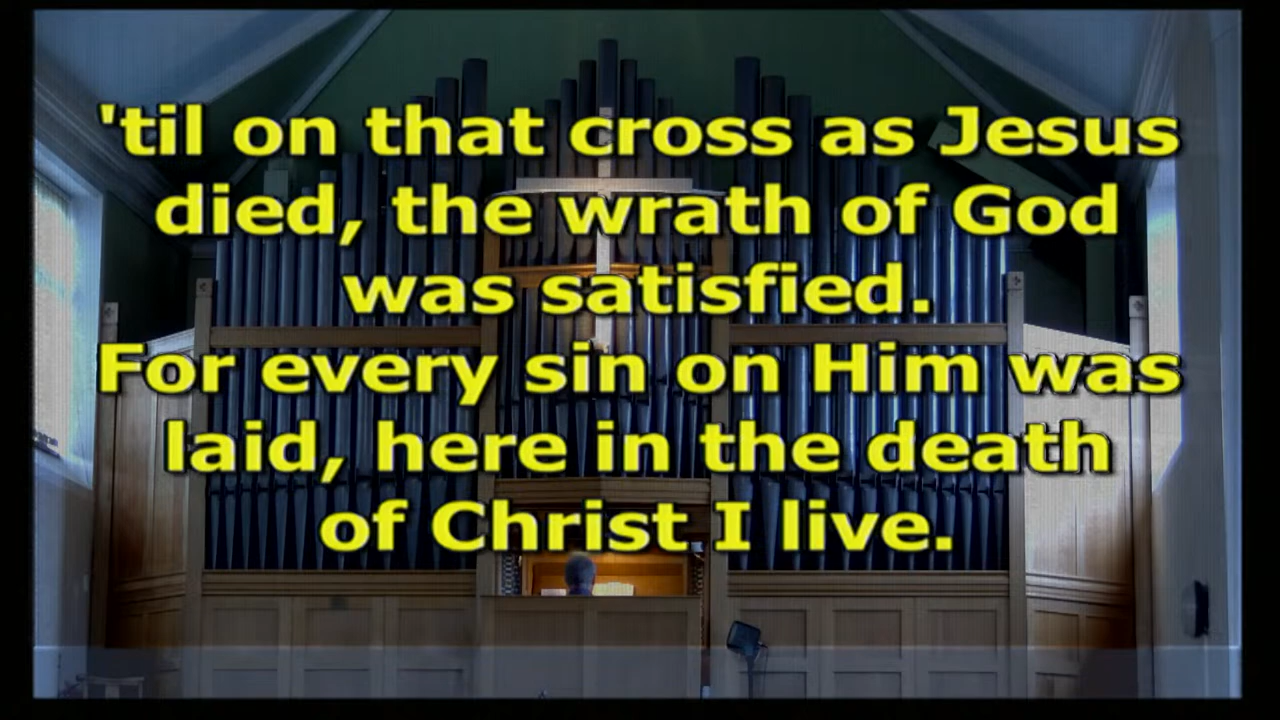 'til on that cross as Jesus
died, the wrath of God
was satisfied.
For every sin on Him was
laid, here in the death
of Christ I live.